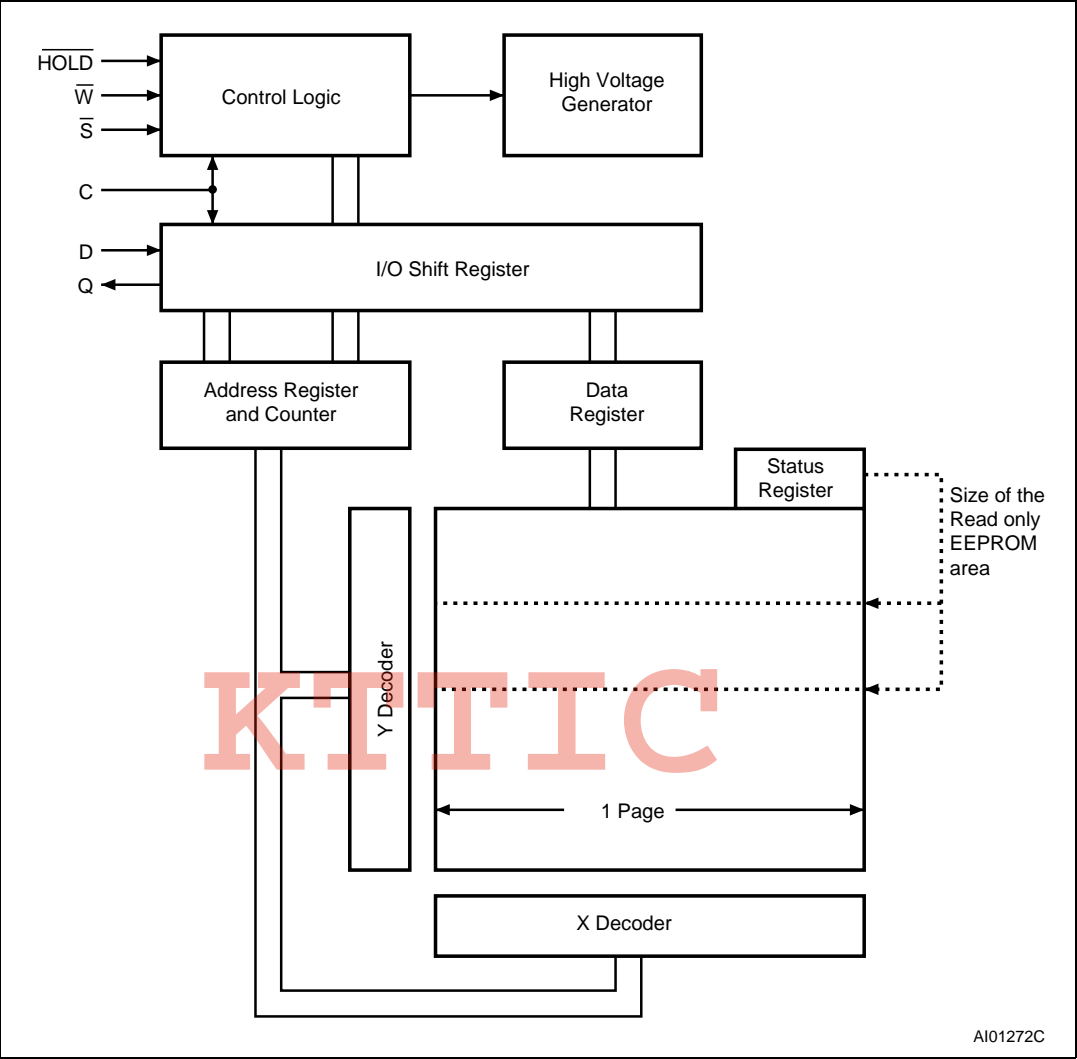 HOLD
W
S
C
D
Q
Control Logic
High Voltage
Generator
I/O Shift Register
Address Register
and Counter
Data
Register
Status
Register
Size of the
Read only
EEPROM
area
Y Decoder
KTTIC
1 Page
X Decoder
AI01272C